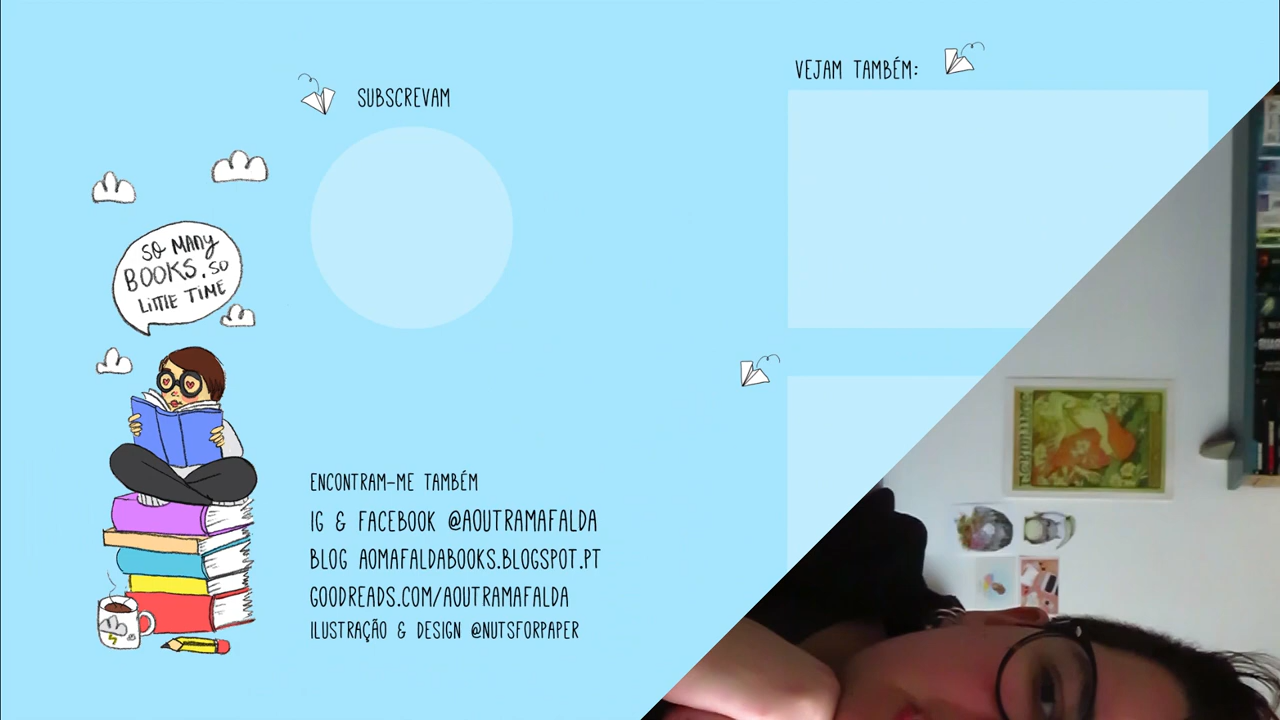 VEJAM TAMBÉM:
SUBSCREVAM
SO MANY
BOOKS, SO
LITTLE TIME
ENCONTRAM-ME TAMBÉM
IG & FACEBOOK @AOUTRAMAFALDA
BLOG AOMAFALDABOOKS.BLOGSPOT.PT
GOODREADS.COM/AOUTRAMAFALDA
ILUSTRAÇÃO & DESIGN @NUTSFORPAPER